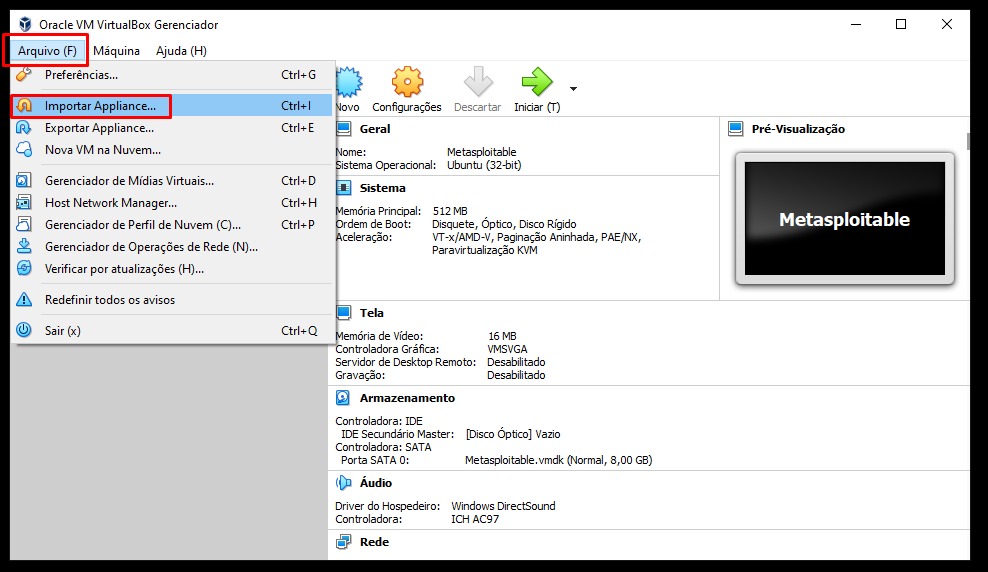 Oracle VM VirtualBox Gerenciador
Arquivo (F) Máquina Ajuda (H)
Preferências... Ctrl+G
Importar Appliance... Ctrl+I
Exportar Appliance... Ctrl+E
Nova VM na Nuvem...
Gerenciador de Mídias Virtuais... Ctrl+D
Host Network Manager... Ctrl+H
Gerenciador de Perfil de Nuvem (C)... Ctrl+P
Gerenciador de Operações de Rede (N)...
Verificar por atualizações (H)...
Redefinir todos os avisos
Sair (x) Ctrl+Q
Novo Configurações Descartar Iniciar (T)
Geral
Nome: Metasploitable
Sistema Operacional: Ubuntu (32-bit)
Sistema
Memória Principal: 512 MB
Ordem de Boot: Disquete, Óptico, Disco Rígido
Aceleração: VT-x/AMD-V, Paginação Aninhada, PAE/NX,
Paravirtualização KVM
Pré-Visualização
Metasploitable
Tela
Memória de Vídeo: 16 MB
Controladora Gráfica: VMSVGA
Servidor de Desktop Remoto: Desabilitado
Gravação: Desabilitado
Armazenamento
Controladora: IDE
IDE Secundário Master: [Disco Óptico] Vazio
Controladora: SATA
Porta SATA 0: Metasploitable.vmdk (Normal, 8,00 GB)
Áudio
Driver do Hospedeiro: Windows DirectSound
Controladora: ICH AC97
Rede